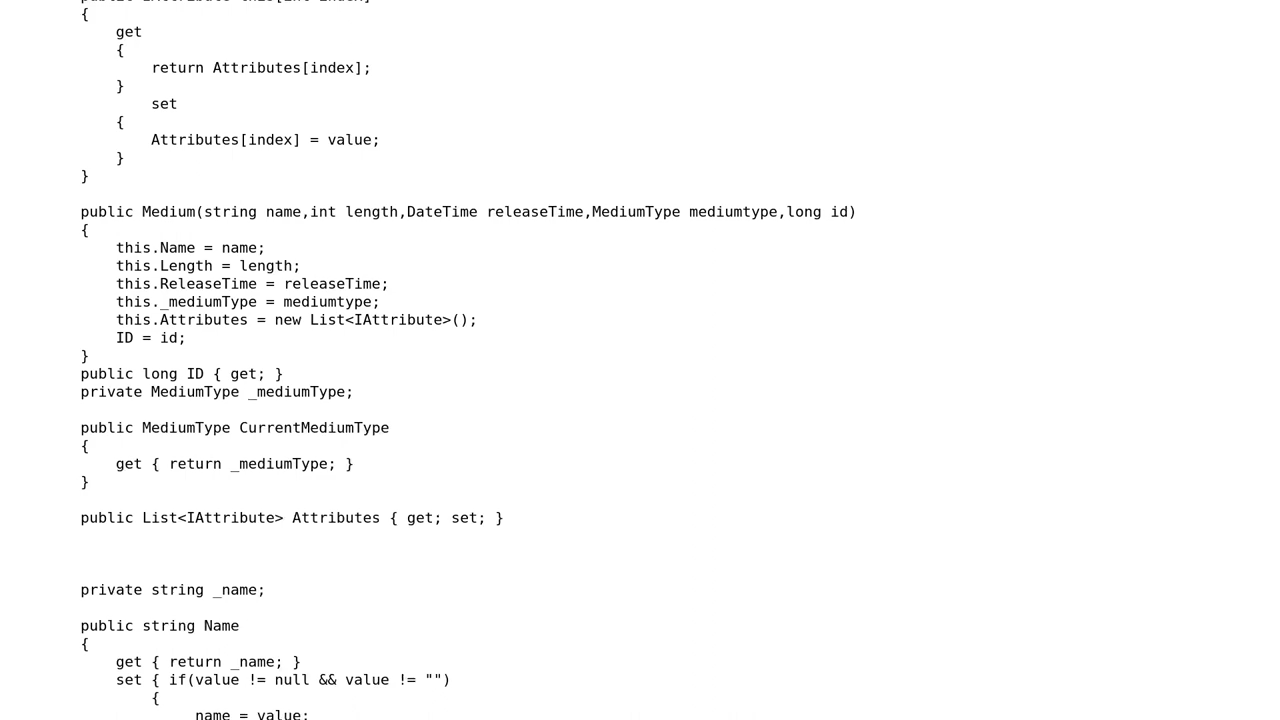 {
    get
    {
        return Attributes[index];
    }
        set
    {
        Attributes[index] = value;
    }
}

public Medium(string name,int length,DateTime releaseTime,MediumType mediumtype,long id)
{
    this.Name = name;
    this.Length = length;
    this.ReleaseTime = releaseTime;
    this._mediumType = mediumtype;
    this.Attributes = new List<IAttribute>();
    ID = id;
}
public long ID { get; }
private MediumType _mediumType;

public MediumType CurrentMediumType
{
    get { return _mediumType; }
}

public List<IAttribute> Attributes { get; set; }

private string _name;

public string Name
{
    get { return _name; }
    set { if(value != null && value != "")
        {
            name = value;